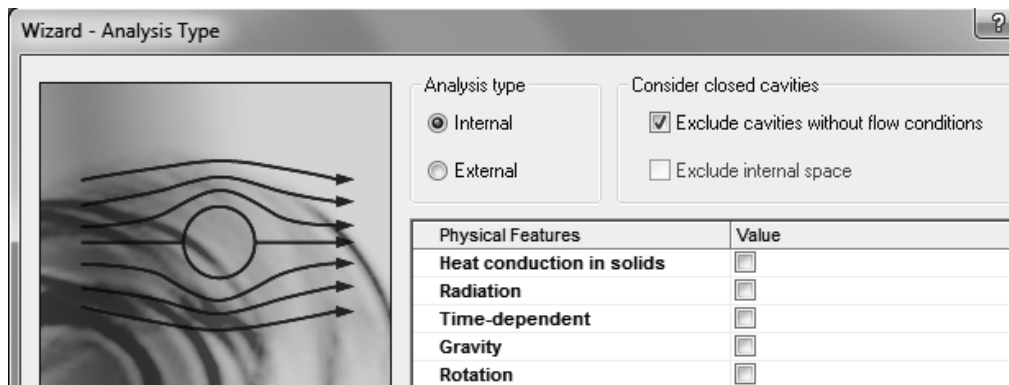 Wizard - Analysis Type
?
Analysis type
Consider closed cavities
Internal
Exclude cavities without flow conditions
External
Exclude internal space
Physical Features Value
Heat conduction in solids
Radiation
Time-dependent
Gravity
Rotation